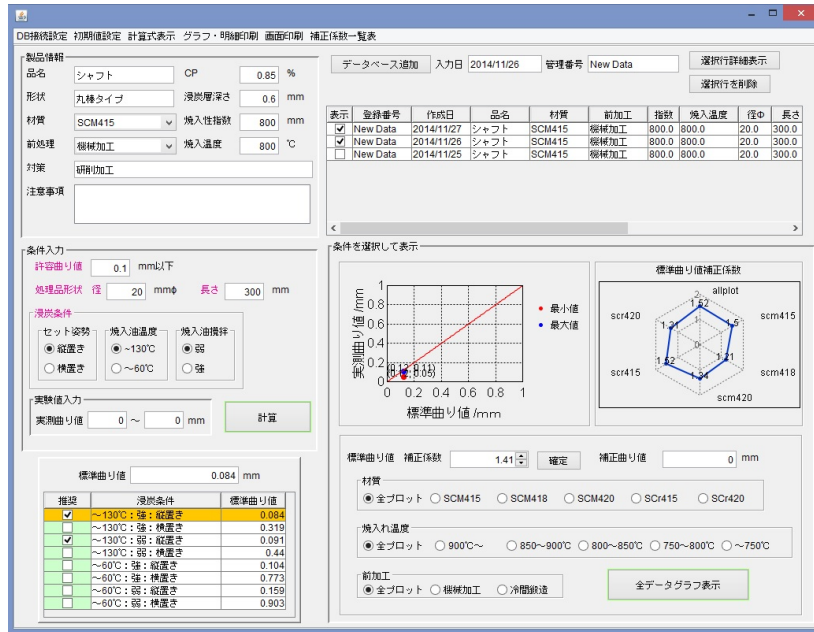 DB接続設定 初期値設定 計算式表示 グラフ・明細印刷 画面印刷 補正係数一覧表
製品情報
品名 シャフト CP 0.85 %
形状 丸棒タイプ 浸炭層深さ 0.6 mm
材質 SCM415 焼入性指数 800 mm
前処理 機械加工 焼入温度 800 ℃
対策 研削加工
注意事項
データベース追加 入力日 2014/11/26 管理番号 New Data 選択行詳細表示
選択行を削除
表示 登録番号 作成日 品名 材質 前加工 指数 焼入温度 径Φ 長さ
New Data 2014/11/27 シャフト SCM415 機械加工 800.0 800.0 20.0 300.0
New Data 2014/11/26 シャフト SCM415 機械加工 800.0 800.0 20.0 300.0
New Data 2014/11/25 シャフト SCM415 機械加工 800.0 800.0 20.0 300.0
条件入力
許容曲り値 0.1 mm以下
処理品形状 径 20 mmφ 長さ 300 mm
浸炭条件
セット姿勢 焼入油温度 焼入油攪拌
縦置き ~130℃ 弱
横置き ~60℃ 強
実験値入力
実測曲り値 0 ~ 0 mm 計算
標準曲り値 0.084 mm
推奨 浸炭条件 標準曲り値
~130℃:強:縦置き 0.084
~130℃:強:横置き 0.319
~130℃:弱:縦置き 0.091
~130℃:弱:横置き 0.44
~60℃:強:縦置き 0.104
~60℃:強:横置き 0.773
~60℃:弱:縦置き 0.159
~60℃:弱:横置き 0.903
条件を選択して表示
実測曲り値/mm
1
0.8
0.6
0.4
0.2
0
0 0.2 0.4 0.6 0.8 1
標準曲り値/mm
最小値
最大値
標準曲り値補正係数
allplot
scm415
scm418
scm420
scr415
scr420
2
1
0
1.52
1.5
1.21
1.34
1.52
1.21
標準曲り値 補正係数 1.41 確定 補正曲り値 0 mm
材質
全プロット SCM415 SCM418 SCM420 SCr415 SCr420
焼入れ温度
全プロット 900℃~ 850~900℃ 800~850℃ 750~800℃ ~750℃
前加工
全プロット 機械加工 冷間鍛造
全データグラフ表示